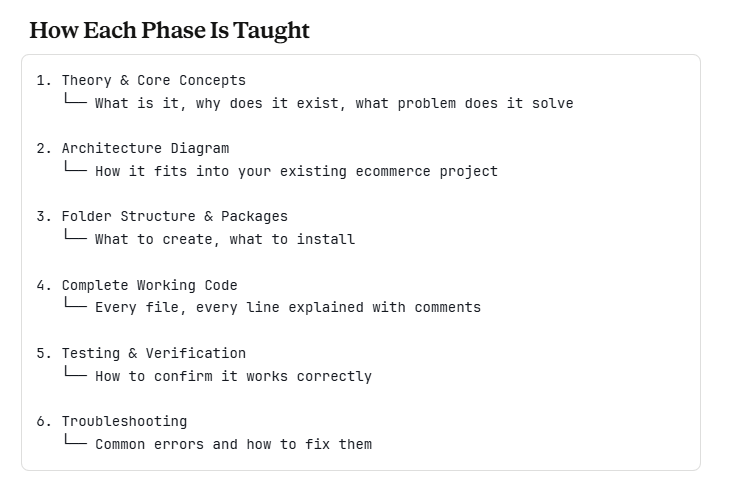 How Each Phase Is Taught
1. Theory & Core Concepts
└── What is it, why does it exist, what problem does it solve
2. Architecture Diagram
└── How it fits into your existing ecommerce project
3. Folder Structure & Packages
└── What to create, what to install
4. Complete Working Code
└── Every file, every line explained with comments
5. Testing & Verification
└── How to confirm it works correctly
6. Troubleshooting
└── Common errors and how to fix them